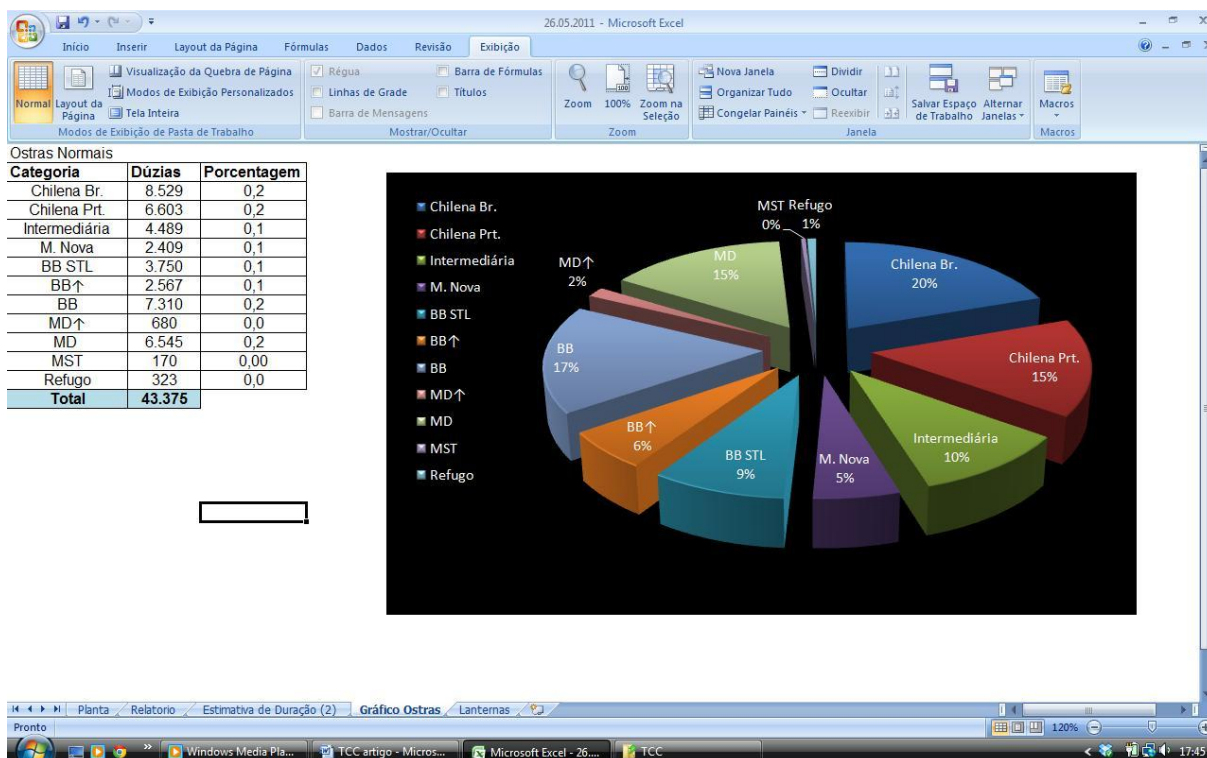 26.05.2011 - Microsoft Excel
Início Inserir Layout da Página Fórmulas Dados Revisão Exibição
Normal
Layout da Página
Visualização da Quebra de Página
Modos de Exibição Personalizados
Tela Inteira
Modos de Exibição de Pasta de Trabalho
Régua
Linhas de Grade
Barra de Mensagens
Barra de Fórmulas
Títulos
Mostrar/Ocultar
Zoom
100%
Zoom na Seleção
Zoom
Nova Janela
Organizar Tudo
Congelar Painéis
Dividir
Ocultar
Reexibir
Salvar Espaço de Trabalho
Alternar Janelas
Janela
Macros
Macros
Ostras Normais
Categoria Dúzias Porcentagem
Chilena Br. 8.529 0,2
Chilena Prt. 6.603 0,2
Intermediária 4.489 0,1
M. Nova 2.409 0,1
BB STL 3.750 0,1
BB↑ 2.567 0,1
BB 7.310 0,2
MD↑ 680 0,0
MD 6.545 0,2
MST 170 0,00
Refugo 323 0,0
Total 43.375
Chilena Br.
Chilena Prt.
Intermediária
M. Nova
BB STL
BB↑
BB
MD↑
MD
MST
Refugo
MST
0%
Refugo
1%
Chilena Br.
20%
Chilena Prt.
15%
Intermediária
10%
M. Nova
5%
BB STL
9%
BB↑
6%
BB
17%
MD↑
2%
MD
15%
Planta Relatorio Estimativa de Duração (2) Gráfico Ostras Lanternas
Pronto
120%
Windows Media Pla... TCC artigo - Micros... Microsoft Excel - 26.... TCC
17:45